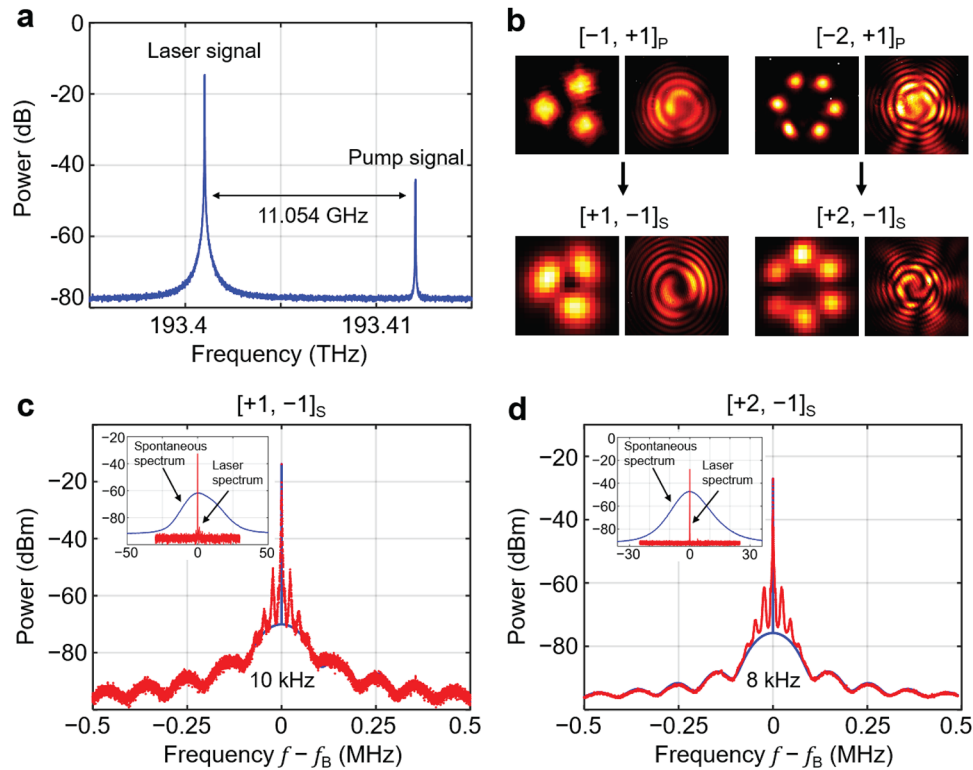 a
0
−20
−40
−60
−80
Power (dB)
Laser signal
Pump signal
11.054 GHz
193.4
193.41
Frequency (THz)
b
[−1, +1]P
[−2, +1]P
[+1, −1]S
[+2, −1]S
c
[+1, −1]S
−20
−40
−60
−80
Power (dBm)
−20
−40
−60
−80
Spontaneous
spectrum
Laser
spectrum
−50
0
50
10 kHz
−0.5
−0.25
0
0.25
0.5
Frequency f − fB (MHz)
d
[+2, −1]S
−20
−40
−60
−80
Power (dBm)
0
−20
−40
−60
−80
Spontaneous
spectrum
Laser
spectrum
−30
0
30
8 kHz
−0.5
−0.25
0
0.25
0.5
Frequency f − fB (MHz)